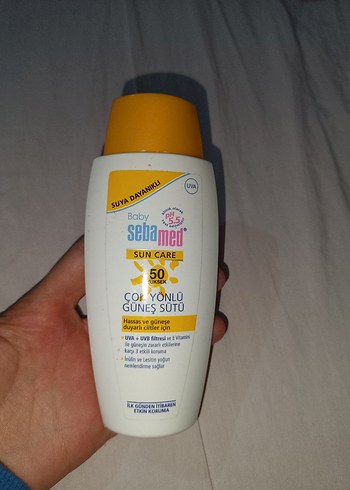 SUYA DAYANIKLI
UVA
Baby
pH
5.5
sebamed®
SUN CARE
50
YÜKSEK
ÇOK YÖNLÜ
GÜNEŞ SÜTÜ
Hassas ve güneşe
duyarlı ciltler için
• UVA + UVB filtresi ve E Vitamini
ile güneşin zararlı etkilerine
karşı 3 etkili koruma
• İnülin ve Lesitin yoğun
nemlendirme sağlar
İLK GÜNDEN İTİBAREN
ETKİN KORUMA